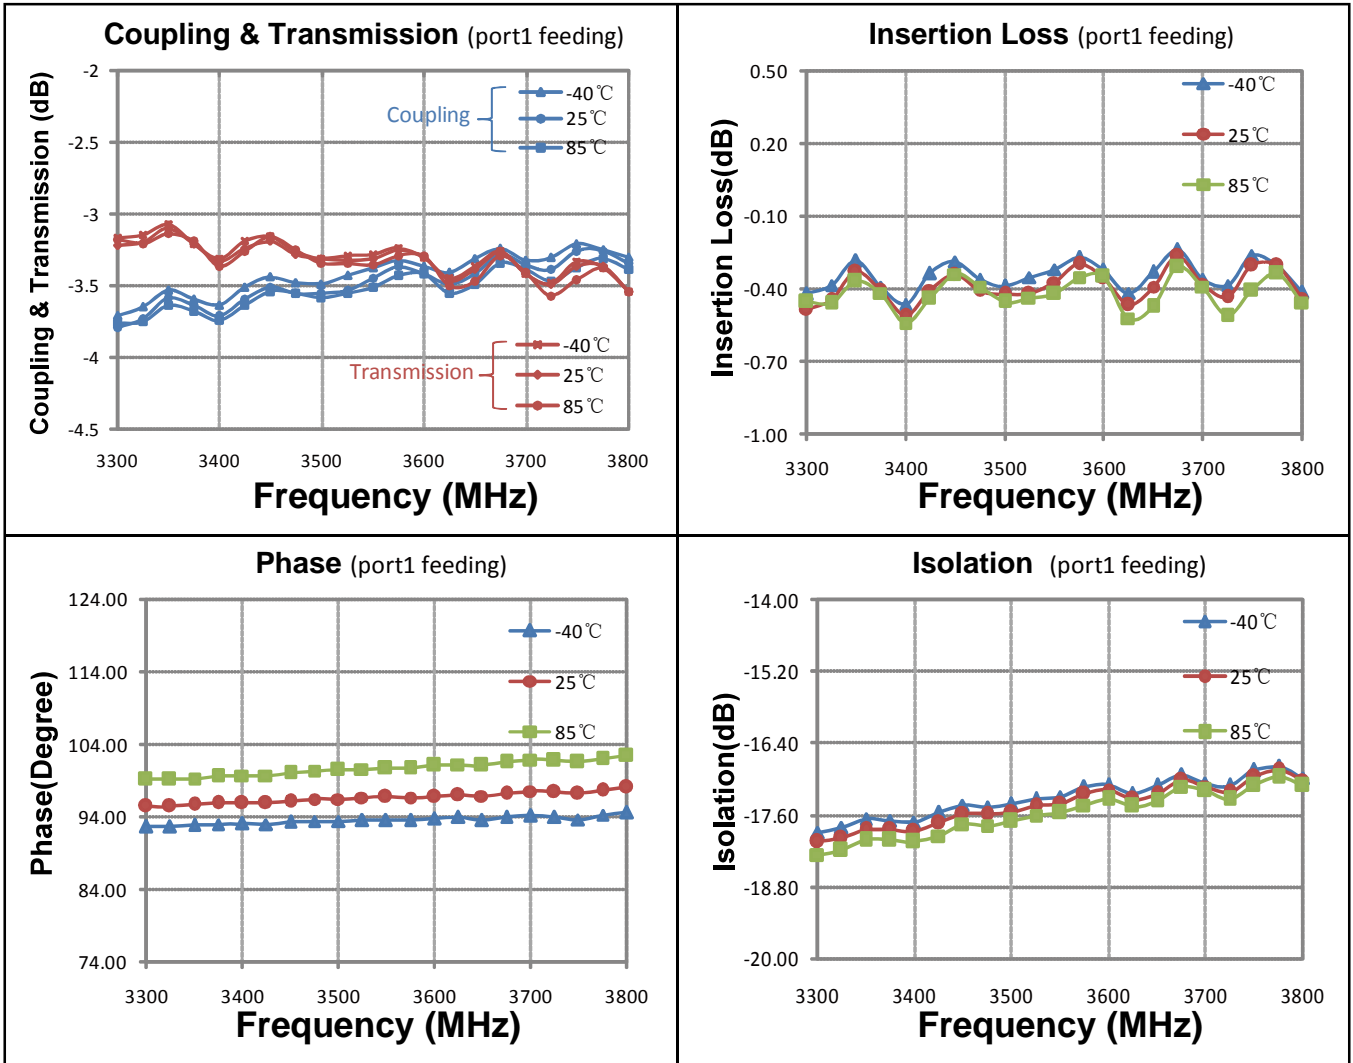 Coupling & Transmission (port1 feeding)
Coupling & Transmission (dB)
-2
-2.5
-3
-3.5
-4
-4.5
Coupling
-40℃
25℃
85℃
Transmission
-40℃
25℃
85℃
3300 3400 3500 3600 3700 3800
Frequency (MHz)
Insertion Loss (port1 feeding)
Insertion Loss(dB)
0.50
0.20
-0.10
-0.40
-0.70
-1.00
-40℃
25℃
85℃
3300 3400 3500 3600 3700 3800
Frequency (MHz)
Phase (port1 feeding)
Phase(Degree)
124.00
114.00
104.00
94.00
84.00
74.00
-40℃
25℃
85℃
3300 3400 3500 3600 3700 3800
Frequency (MHz)
Isolation (port1 feeding)
Isolation(dB)
-14.00
-15.20
-16.40
-17.60
-18.80
-20.00
-40℃
25℃
85℃
3300 3400 3500 3600 3700 3800
Frequency (MHz)